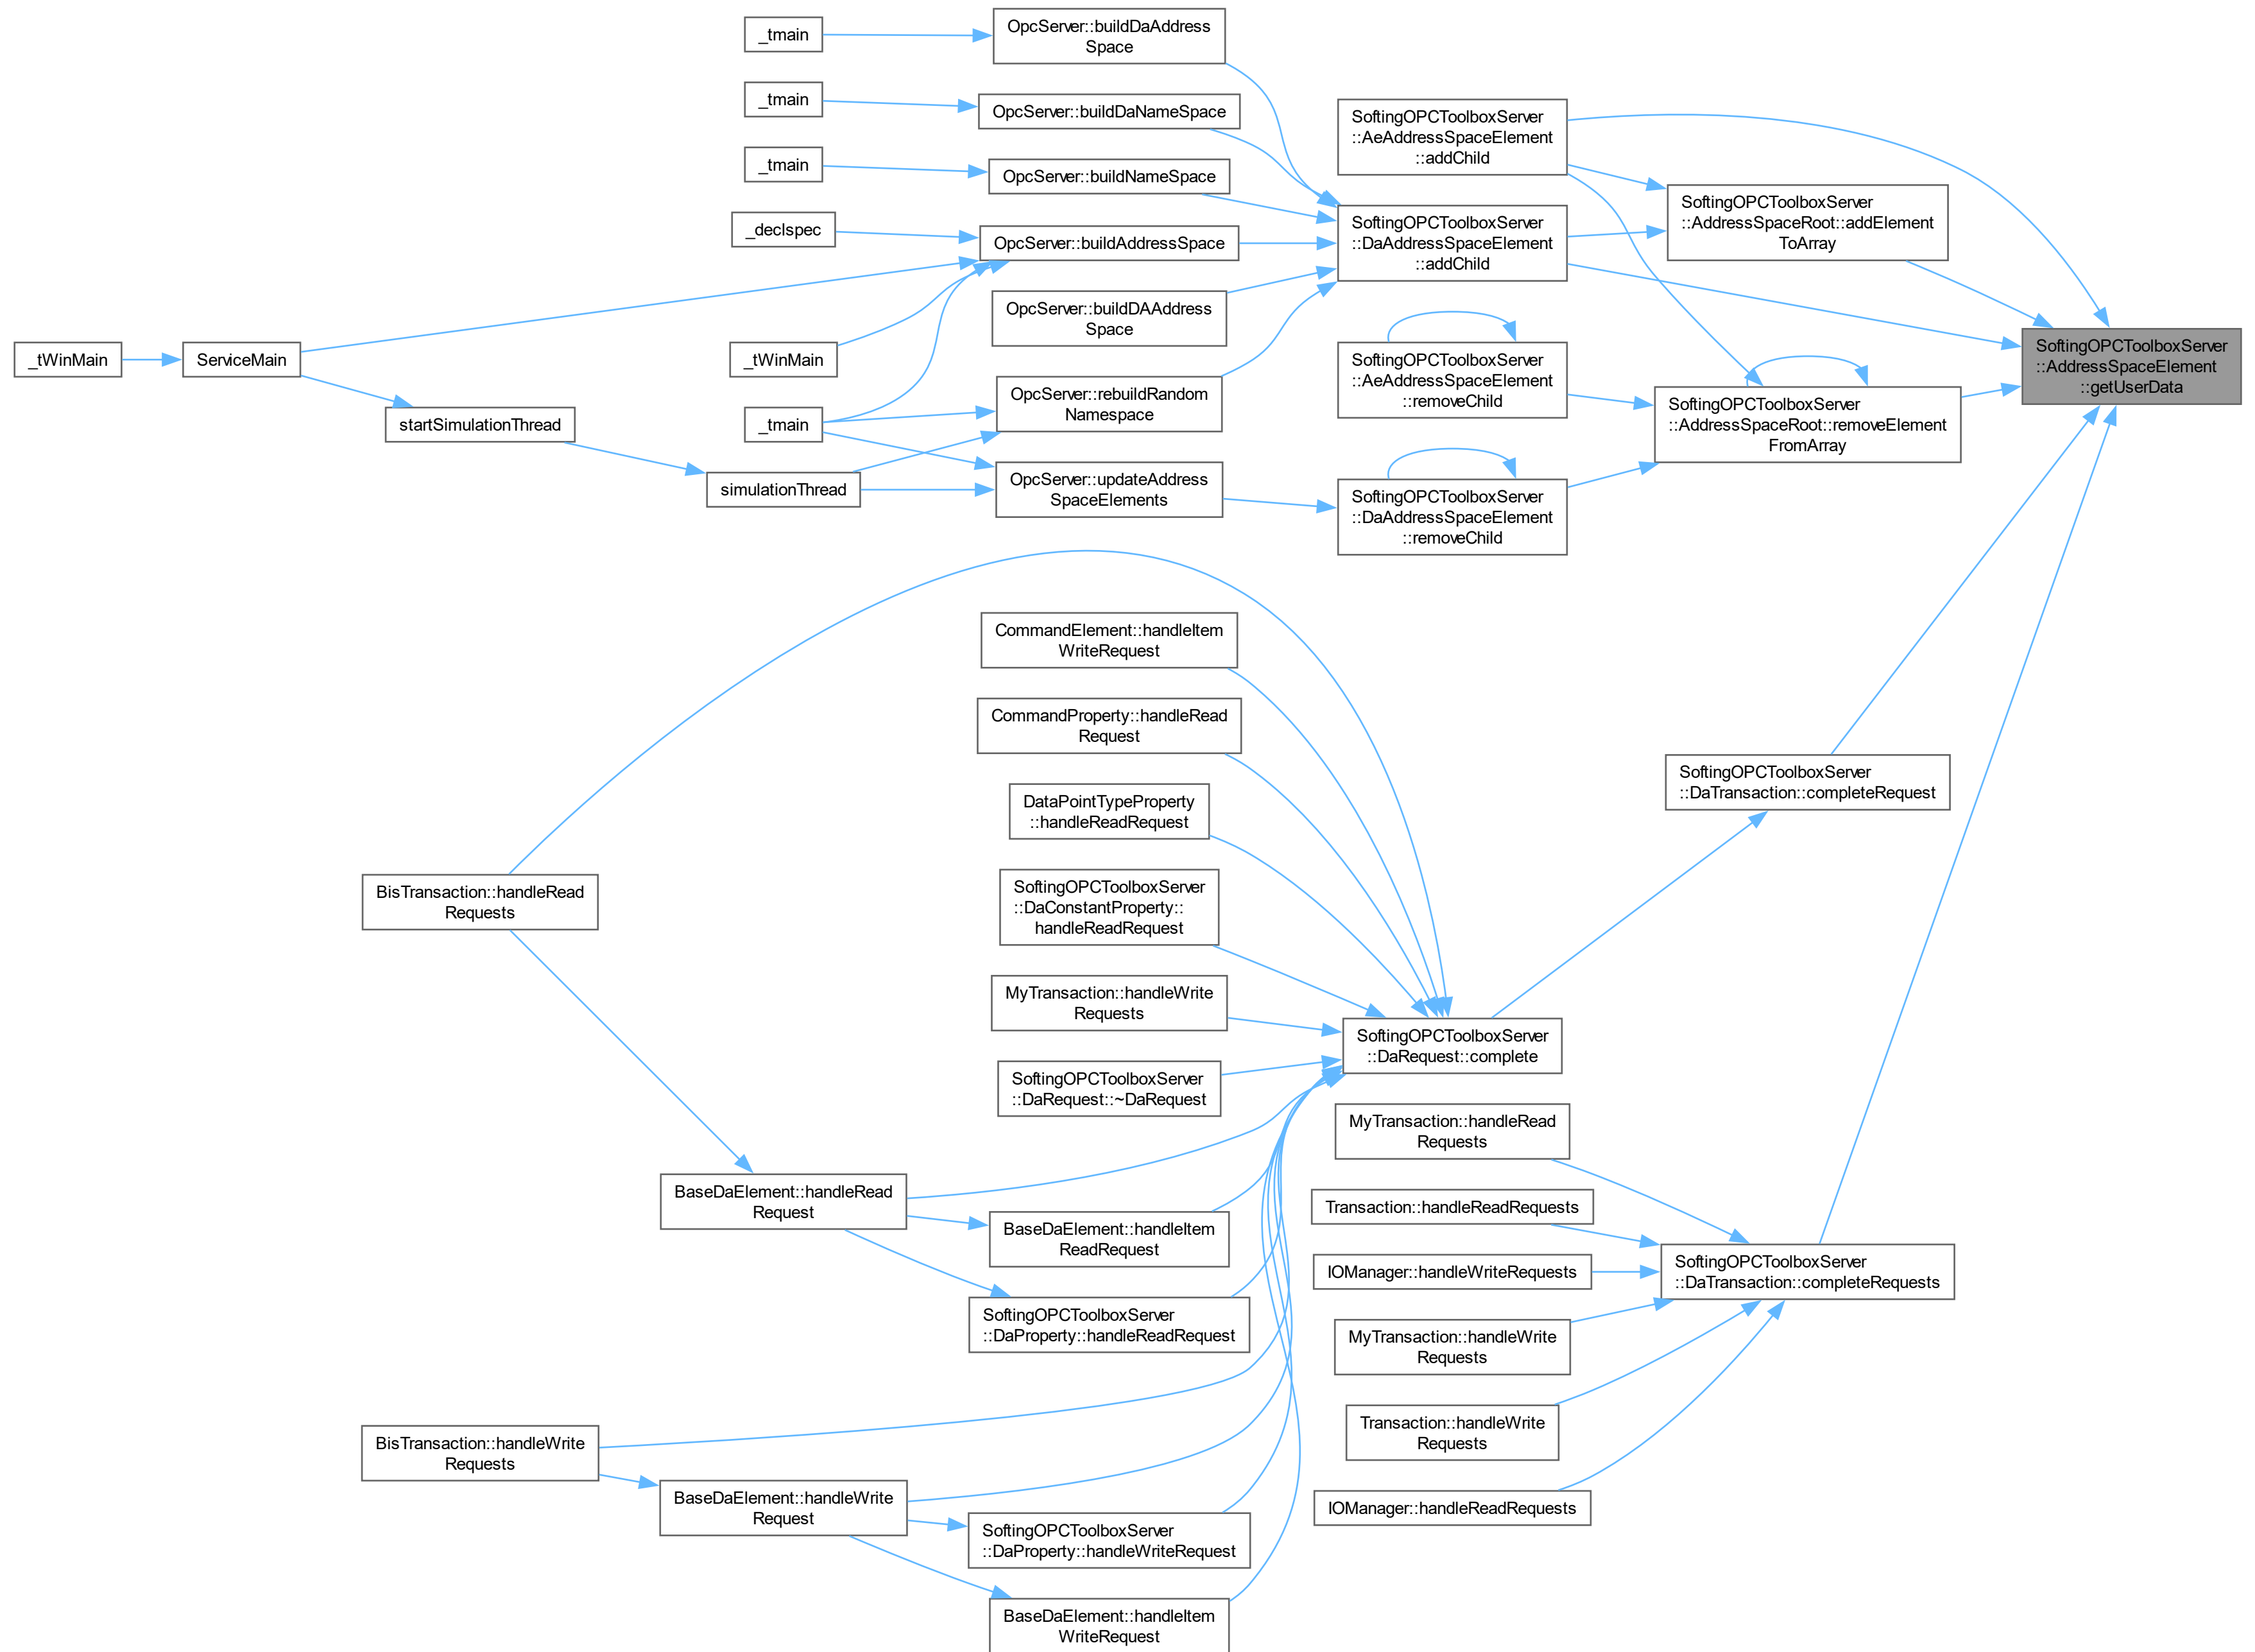 _tmain
OpcServer::buildDaAddress
Space
_tmain
OpcServer::buildDaNameSpace
_tmain
OpcServer::buildNameSpace
_declspec
OpcServer::buildAddressSpace
OpcServer::buildDAAddress
Space
_tWinMain
ServiceMain
_tWinMain
startSimulationThread
_tmain
OpcServer::rebuildRandom
Namespace
simulationThread
OpcServer::updateAddress
SpaceElements
SoftingOPCToolboxServer
::AeAddressSpaceElement
::addChild
SoftingOPCToolboxServer
::DaAddressSpaceElement
::addChild
SoftingOPCToolboxServer
::AeAddressSpaceElement
::removeChild
SoftingOPCToolboxServer
::DaAddressSpaceElement
::removeChild
SoftingOPCToolboxServer
::AddressSpaceRoot::addElement
ToArray
SoftingOPCToolboxServer
::AddressSpaceRoot::removeElement
FromArray
SoftingOPCToolboxServer
::AddressSpaceElement
::getUserData
CommandElement::handleItem
WriteRequest
CommandProperty::handleRead
Request
DataPointTypeProperty
::handleReadRequest
SoftingOPCToolboxServer
::DaConstantProperty::
handleReadRequest
MyTransaction::handleWrite
Requests
SoftingOPCToolboxServer
::DaRequest::~DaRequest
BisTransaction::handleRead
Requests
BaseDaElement::handleRead
Request
BaseDaElement::handleItem
ReadRequest
SoftingOPCToolboxServer
::DaProperty::handleReadRequest
BisTransaction::handleWrite
Requests
BaseDaElement::handleWrite
Request
SoftingOPCToolboxServer
::DaProperty::handleWriteRequest
BaseDaElement::handleItem
WriteRequest
SoftingOPCToolboxServer
::DaTransaction::completeRequest
SoftingOPCToolboxServer
::DaRequest::complete
MyTransaction::handleRead
Requests
Transaction::handleReadRequests
IOManager::handleWriteRequests
MyTransaction::handleWrite
Requests
Transaction::handleWrite
Requests
IOManager::handleReadRequests
SoftingOPCToolboxServer
::DaTransaction::completeRequests